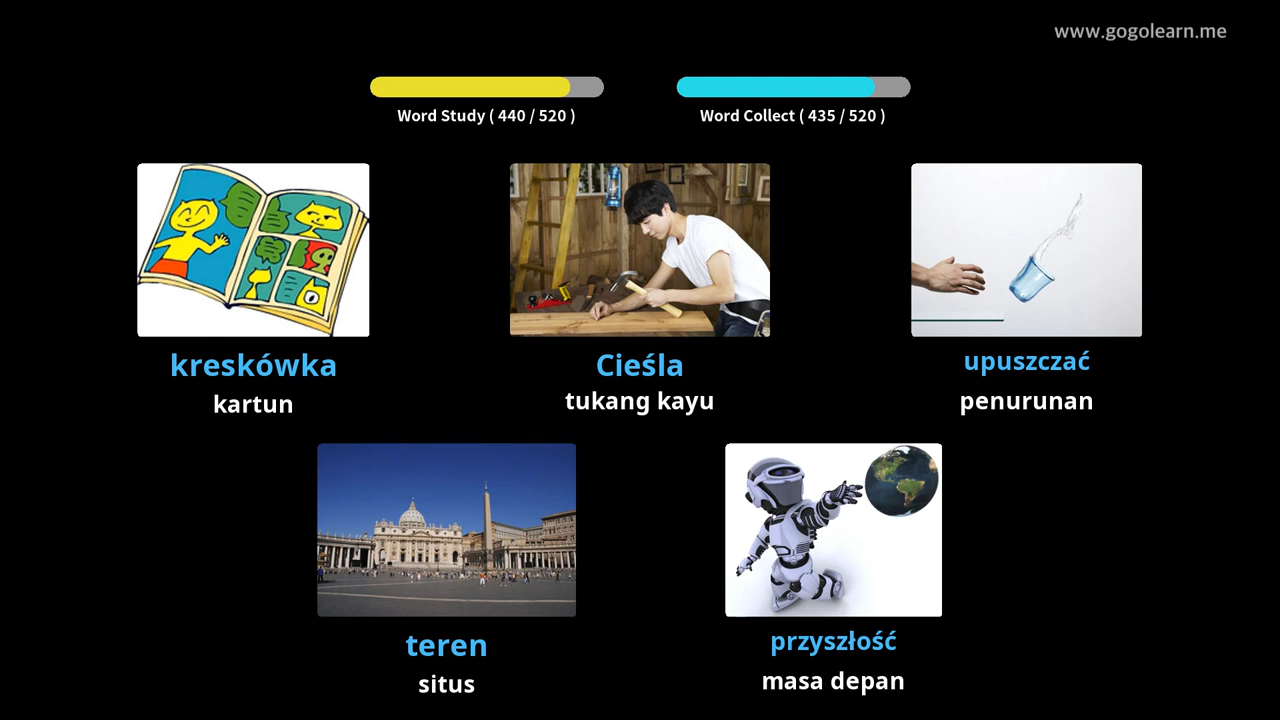 www.gogolearn.me
Word Study ( 440 / 520 )
Word Collect ( 435 / 520 )
kreskówka
kartun
Cieśla
tukang kayu
upuszczać
penurunan
teren
situs
przyszłość
masa depan